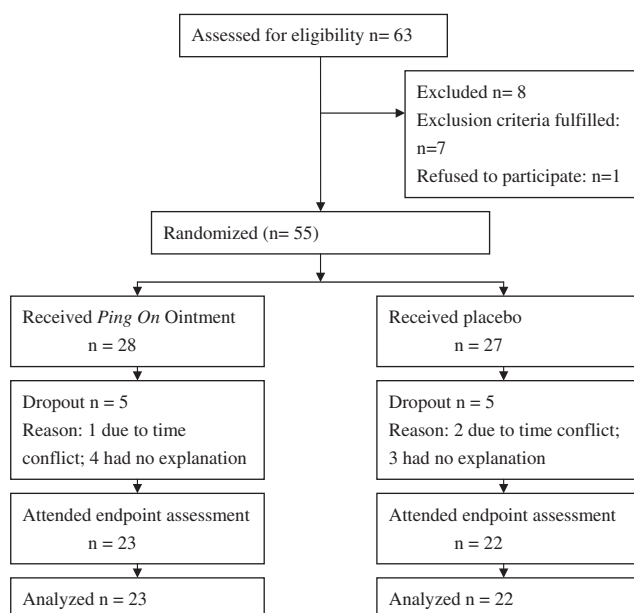 Assessed for eligibility n= 63
Excluded n= 8
Exclusion criteria fulfilled:
n=7
Refused to participate: n=1
Randomized (n= 55)
Received Ping On Ointment
n = 28
Received placebo
n = 27
Dropout n = 5
Reason: 1 due to time
conflict; 4 had no explanation
Dropout n = 5
Reason: 2 due to time conflict;
3 had no explanation
Attended endpoint assessment
n = 23
Attended endpoint assessment
n = 22
Analyzed n = 23
Analyzed n = 22